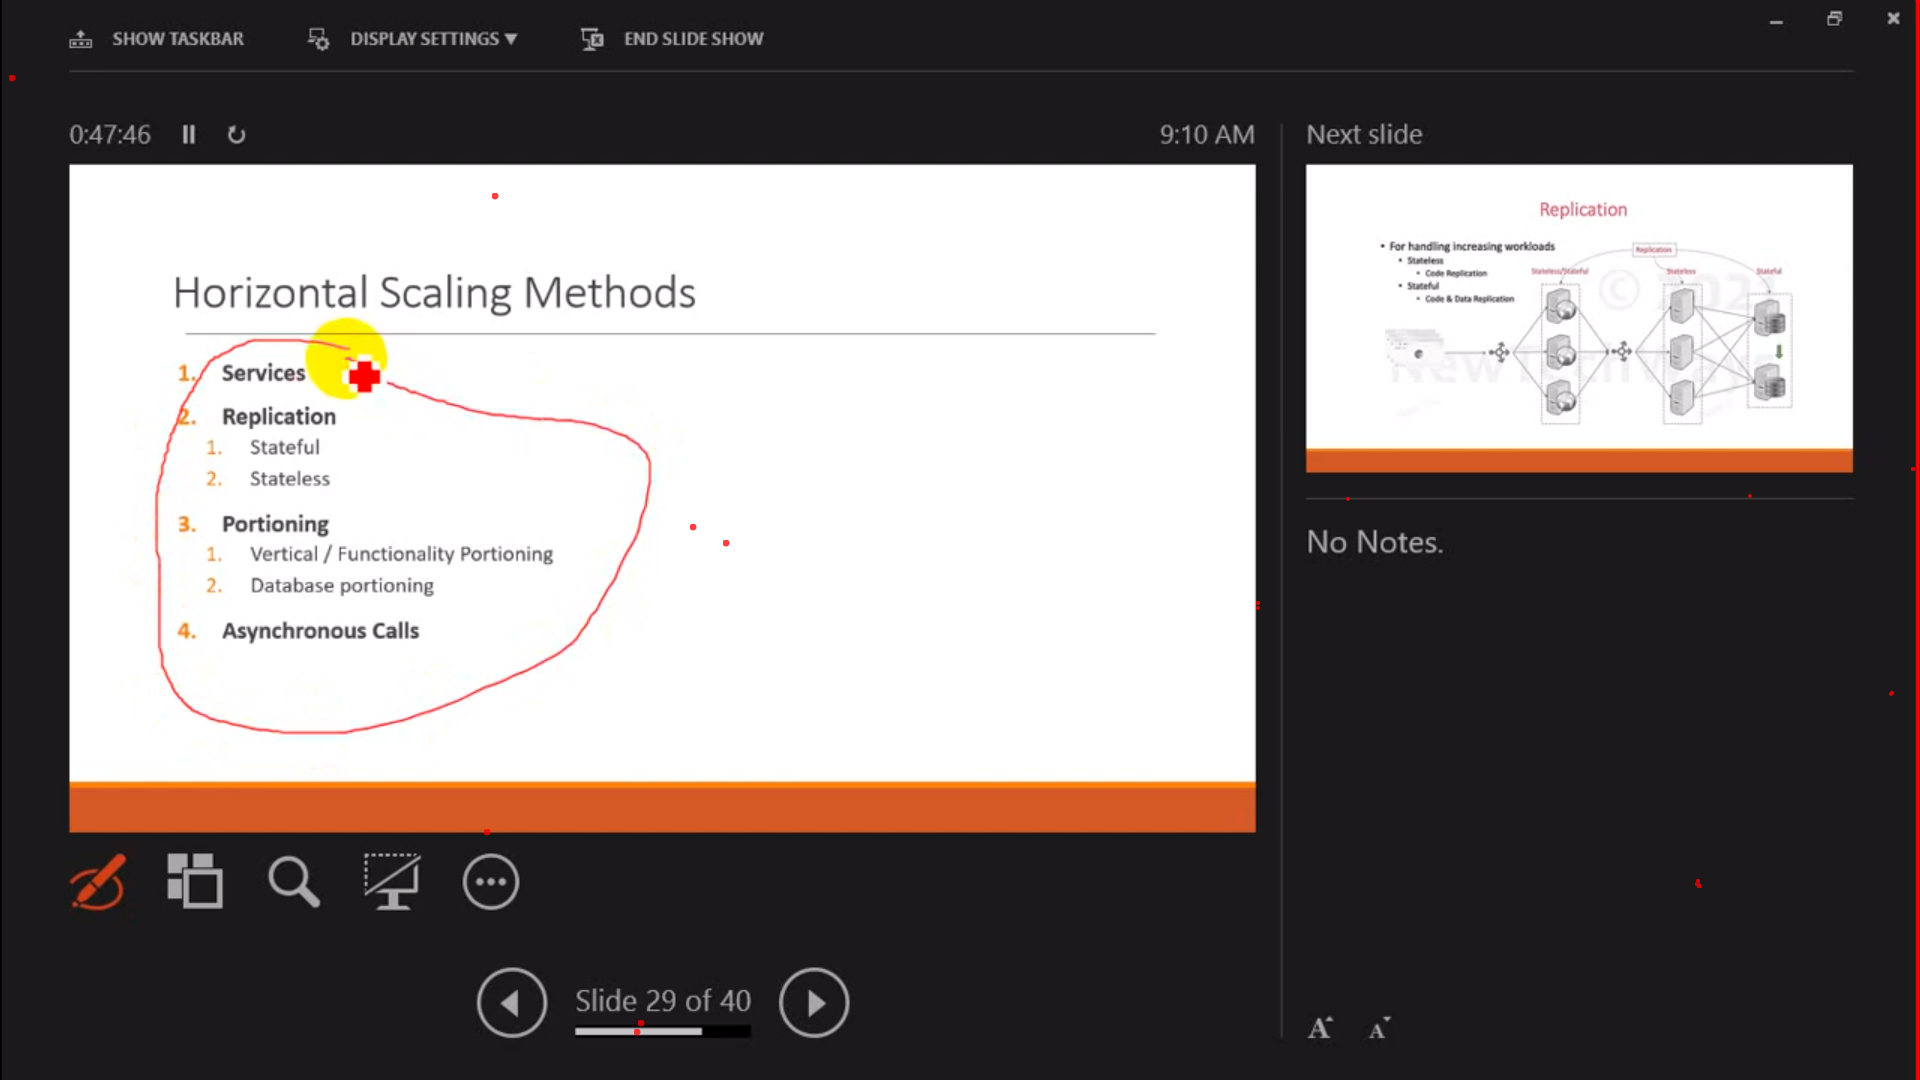 SHOW TASKBAR
DISPLAY SETTINGS ▼
END SLIDE SHOW
0:47:46
9:10 AM
Horizontal Scaling Methods
1. Services
2. Replication
1. Stateful
2. Stateless
3. Portioning
1. Vertical / Functionality Portioning
2. Database portioning
4. Asynchronous Calls
Slide 29 of 40
Next slide
Replication
• For handling increasing workloads
• Stateless
• Code Replication
• Stateful
• Code & Data Replication
Replication
Stateless/Stateful
Stateless
Stateful
No Notes.
A A